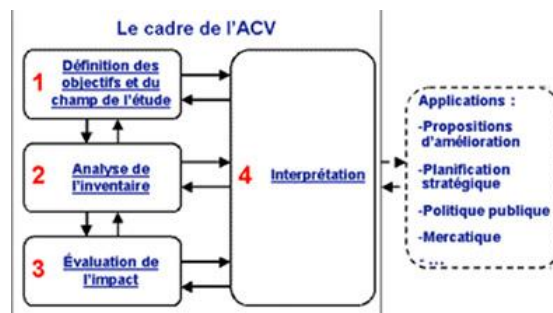 Le cadre de l'ACV
1
Définition des
objectifs et du
champ de l'étude
2
Analyse de
l'inventaire
3
Évaluation de
l'impact
4
Interprétation
Applications :
-Propositions
d'amélioration
-Planification
stratégique
-Politique publique
-Mercatique
- ...